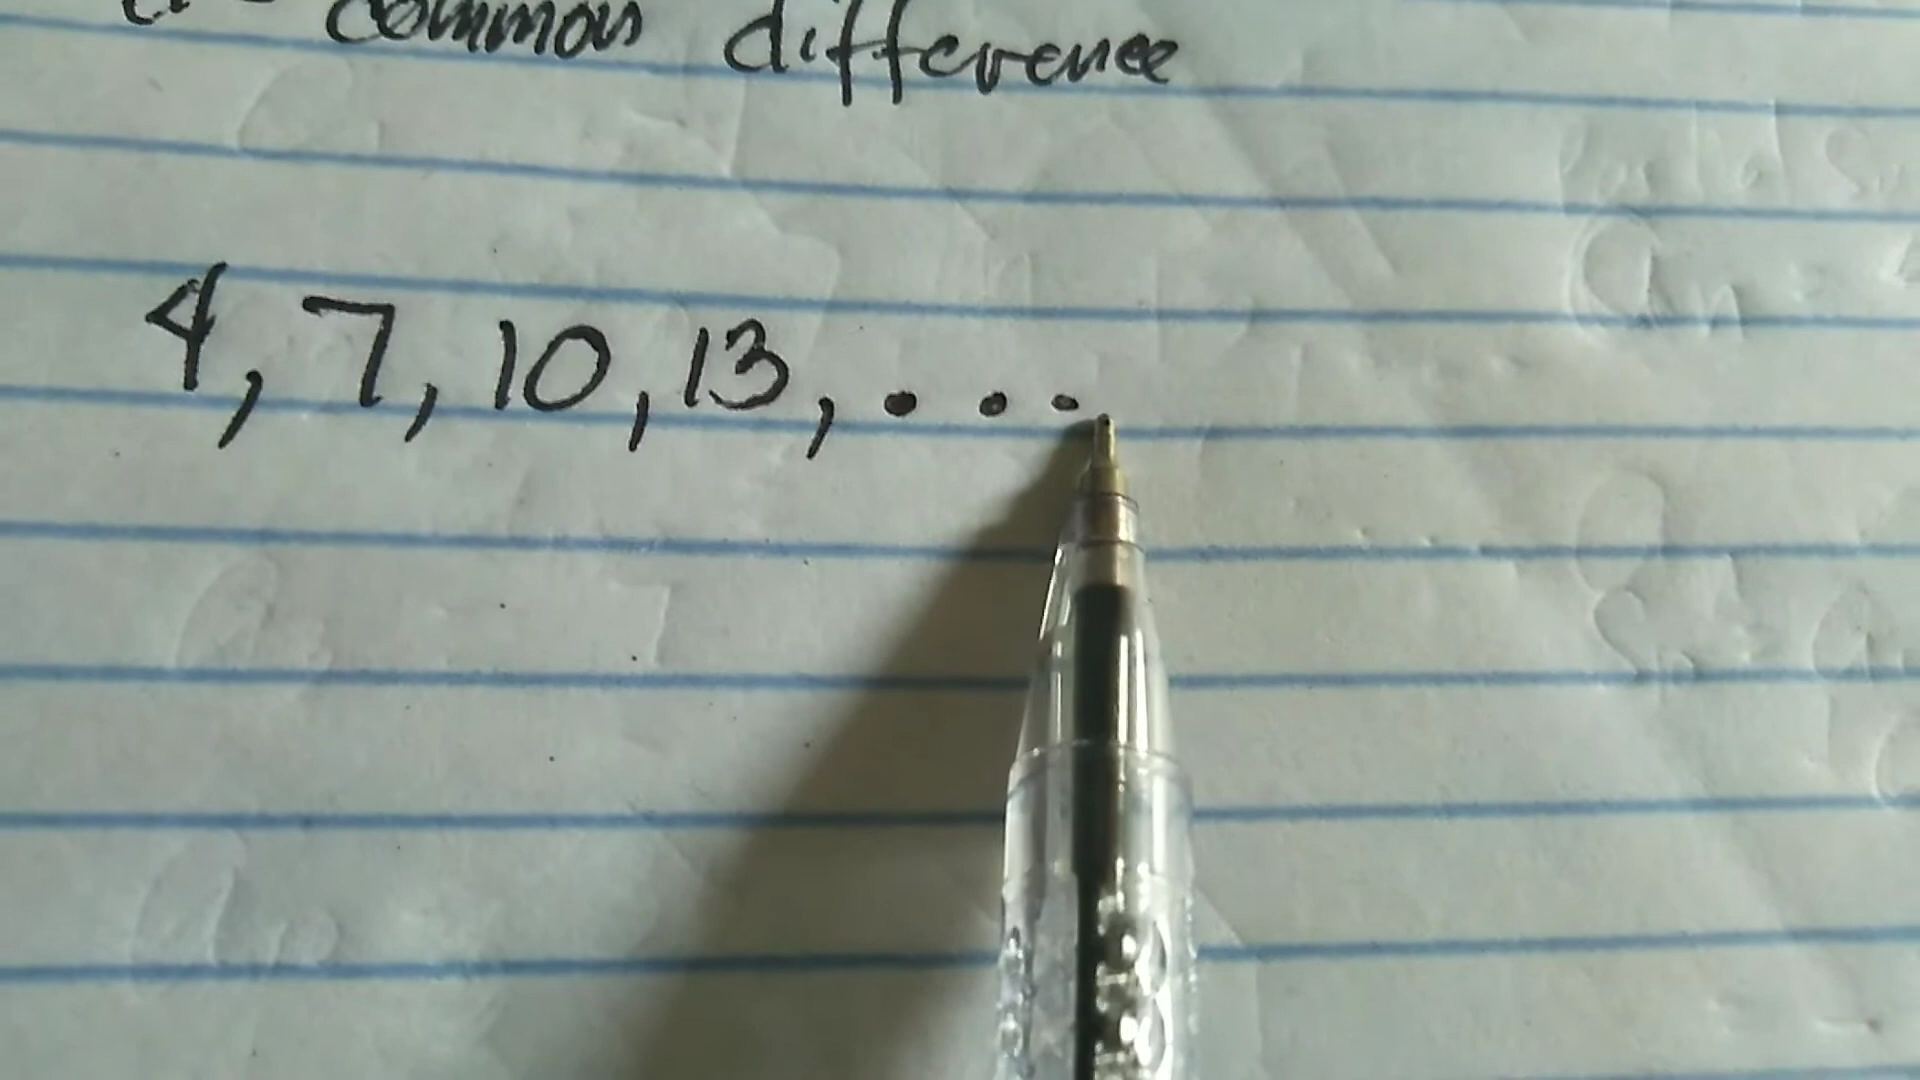 common difference
4, 7, 10, 13, . . .